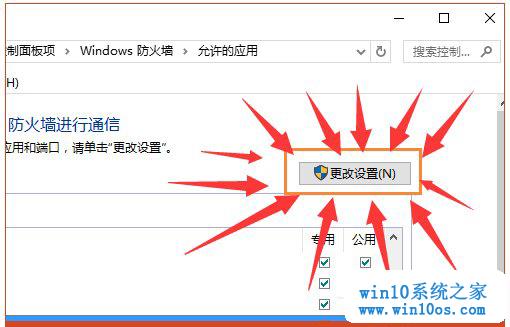 制面板项 > Windows 防火墙 > 允许的应用
搜索控制...
H)
防火墙进行通信
应用和端口，请单击"更改设置"。
更改设置(N)
专用 公用
win10系统之家
www.win10os.com